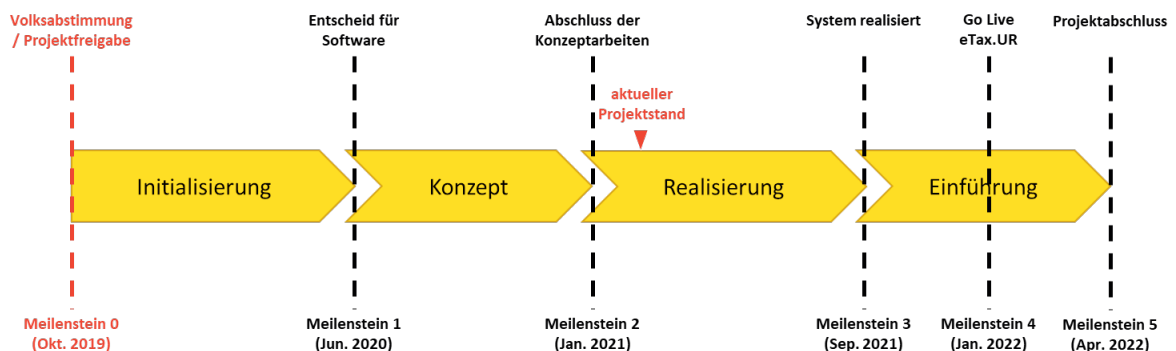 Volksabstimmung
/ Projektfreigabe
Entscheid für
Software
Abschluss der
Konzeptarbeiten
System realisiert
Go Live
eTax.UR
Projektabschluss
aktueller
Projektstand
Initialisierung
Konzept
Realisierung
Einführung
Meilenstein 0
(Okt. 2019)
Meilenstein 1
(Jun. 2020)
Meilenstein 2
(Jan. 2021)
Meilenstein 3
(Sep. 2021)
Meilenstein 4
(Jan. 2022)
Meilenstein 5
(Apr. 2022)